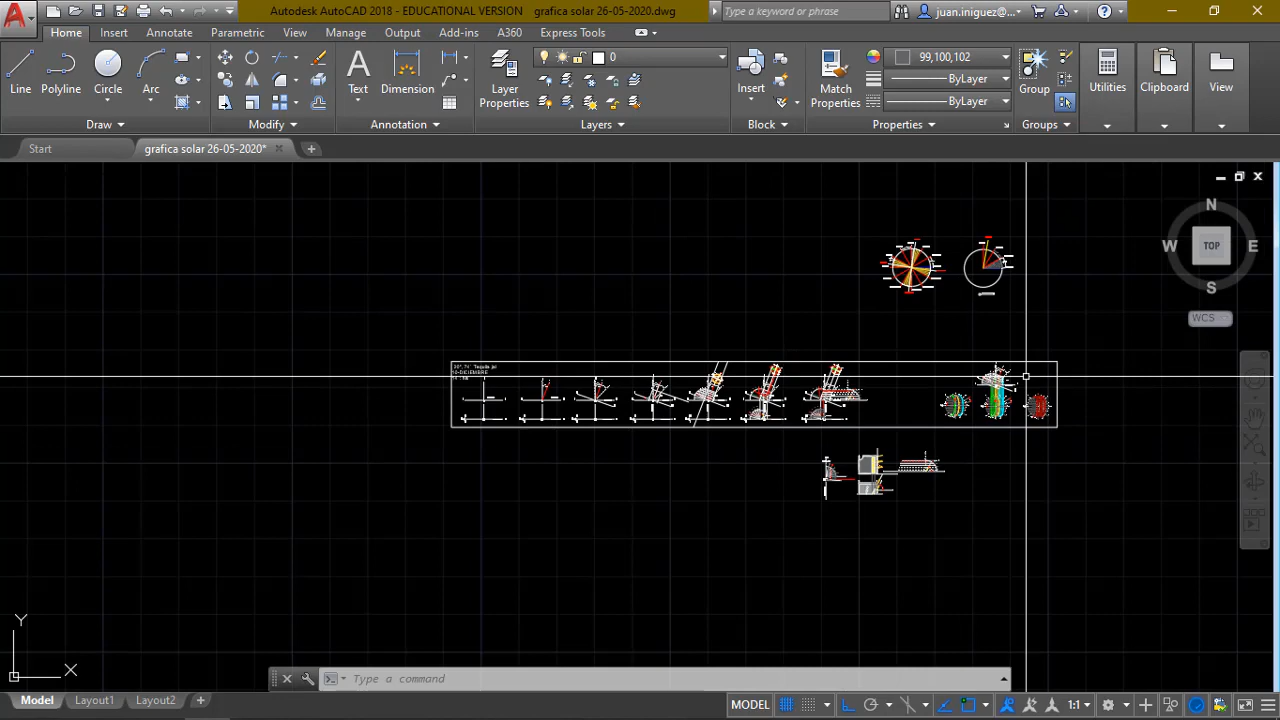 Autodesk AutoCAD 2018 - EDUCATIONAL VERSION grafica solar 26-05-2020.dwg
Type a keyword or phrase
juan.iniguez@...
Home Insert Annotate Parametric View Manage Output Add-ins A360 Express Tools
0
99,100,102
ByLayer
ByLayer
Line Polyline Circle Arc Text Dimension Layer Properties Insert Match Properties Group Utilities Clipboard View
Draw Modify Annotation Layers Block Properties Groups
Start grafica solar 26-05-2020*
N
W TOP E
S
WCS
DICIEMBRE
Y
X
Type a command
Model Layout1 Layout2
MODEL 1:1